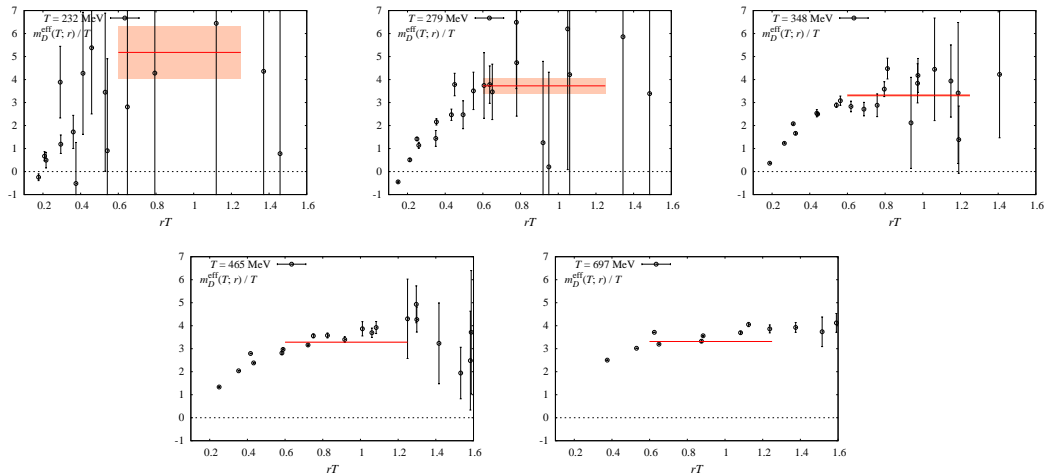 7
6
5
4
3
2
1
0
-1
T = 232 MeV
m_D^eff(T; r) / T
0.2 0.4 0.6 0.8 1 1.2 1.4 1.6
rT
7
6
5
4
3
2
1
0
-1
T = 279 MeV
m_D^eff(T; r) / T
0.2 0.4 0.6 0.8 1 1.2 1.4 1.6
rT
7
6
5
4
3
2
1
0
-1
T = 348 MeV
m_D^eff(T; r) / T
0.2 0.4 0.6 0.8 1 1.2 1.4 1.6
rT
7
6
5
4
3
2
1
0
-1
T = 465 MeV
m_D^eff(T; r) / T
0.2 0.4 0.6 0.8 1 1.2 1.4 1.6
rT
7
6
5
4
3
2
1
0
-1
T = 697 MeV
m_D^eff(T; r) / T
0.2 0.4 0.6 0.8 1 1.2 1.4 1.6
rT